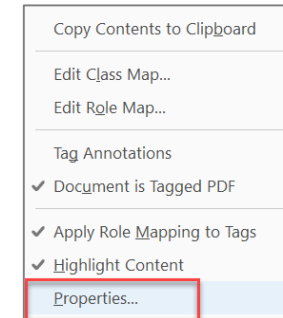 Copy Contents to Clipboard
Edit Class Map...
Edit Role Map...
Tag Annotations
Document is Tagged PDF
Apply Role Mapping to Tags
Highlight Content
Properties...